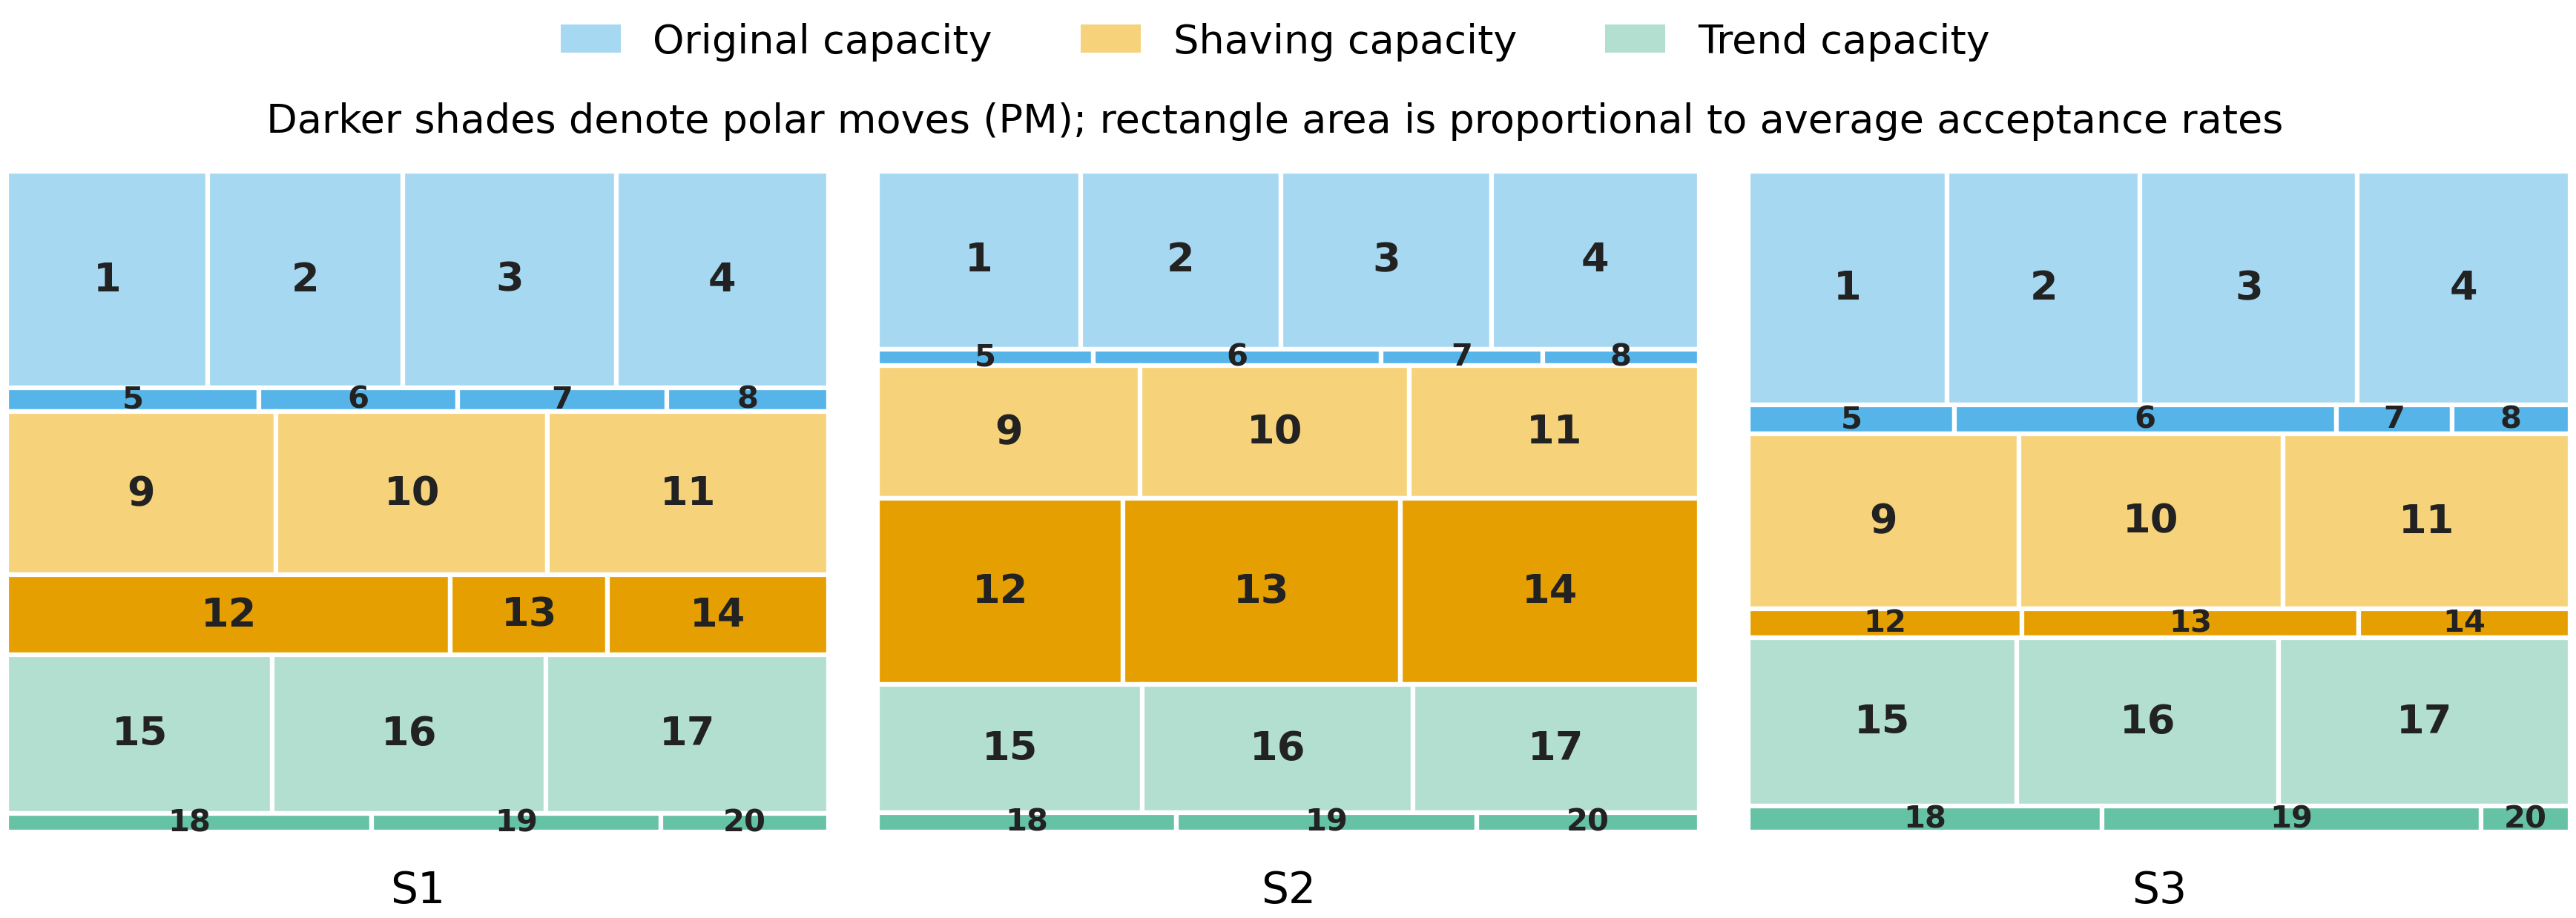 Original capacity Shaving capacity Trend capacity
Darker shades denote polar moves (PM); rectangle area is proportional to average acceptance rates
1 2 3 4
5 6 7 8
9 10 11
12 13 14
15 16 17
18 19 20
S1
1 2 3 4
5 6 7 8
9 10 11
12 13 14
15 16 17
18 19 20
S2
1 2 3 4
5 6 7 8
9 10 11
12 13 14
15 16 17
18 19 20
S3